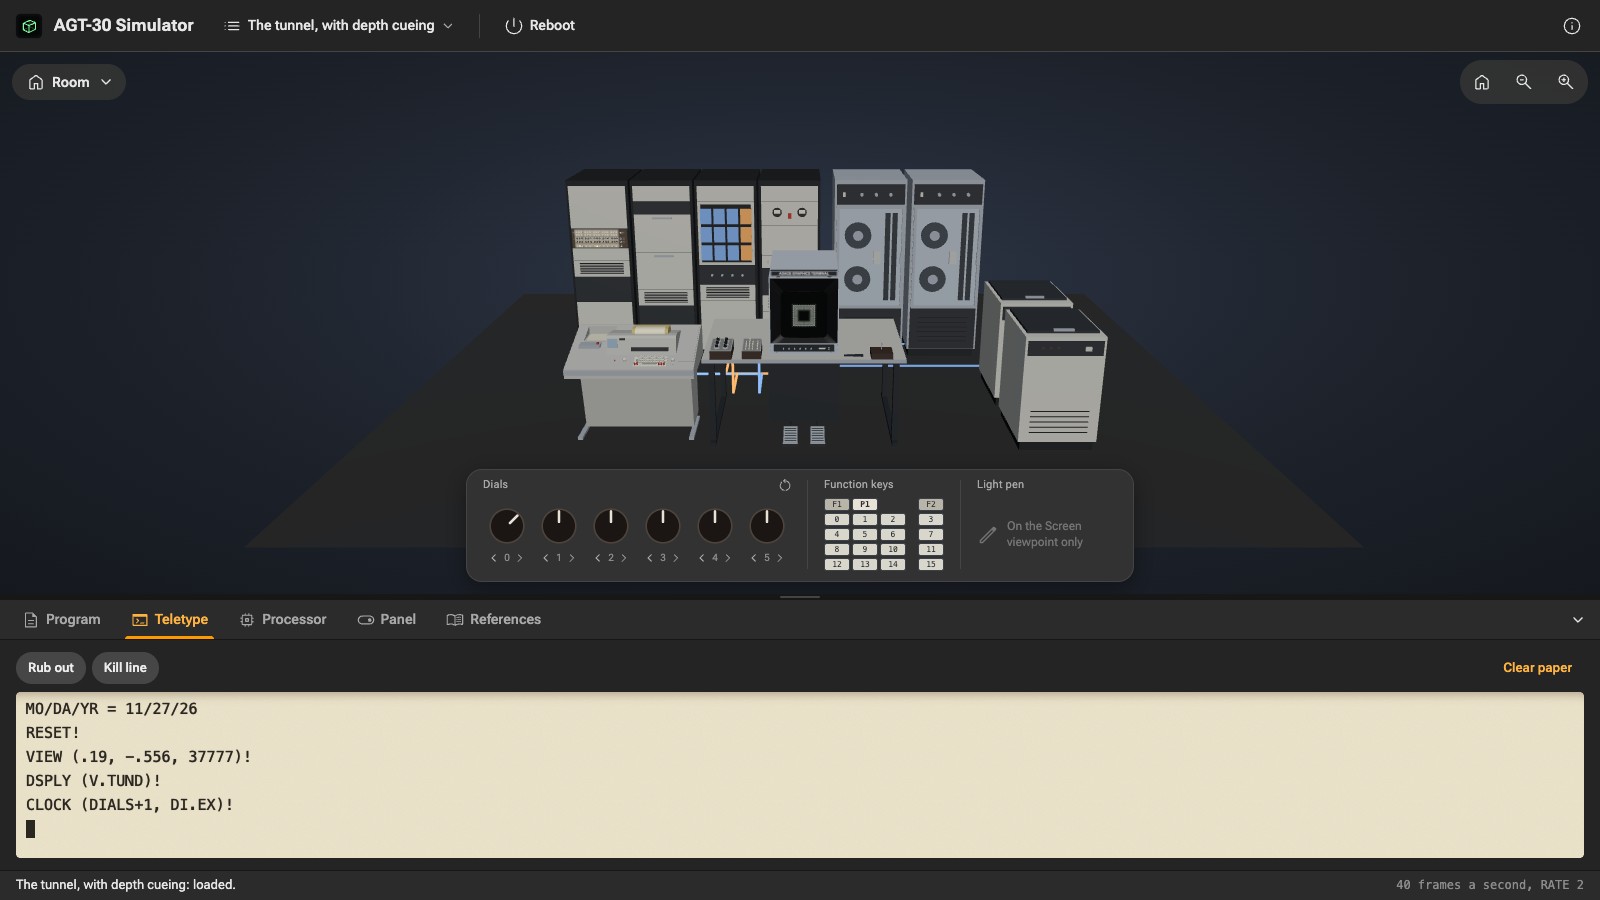 AGT-30 Simulator
The tunnel, with depth cueing
Reboot
Room
ADAGE GRAPHICS TERMINAL
Dials
0 1 2 3 4 5
Function keys
F1 P1 F2
0 1 2 3
4 5 6 7
8 9 10 11
12 13 14 15
Light pen
On the Screen
viewpoint only
Program
Teletype
Processor
Panel
References
Rub out
Kill line
Clear paper
MO/DA/YR = 11/27/26
RESET!
VIEW (.19, -.556, 37777)!
DSPLY (V.TUND)!
CLOCK (DIALS+1, DI.EX)!
The tunnel, with depth cueing: loaded.
40 frames a second, RATE 2